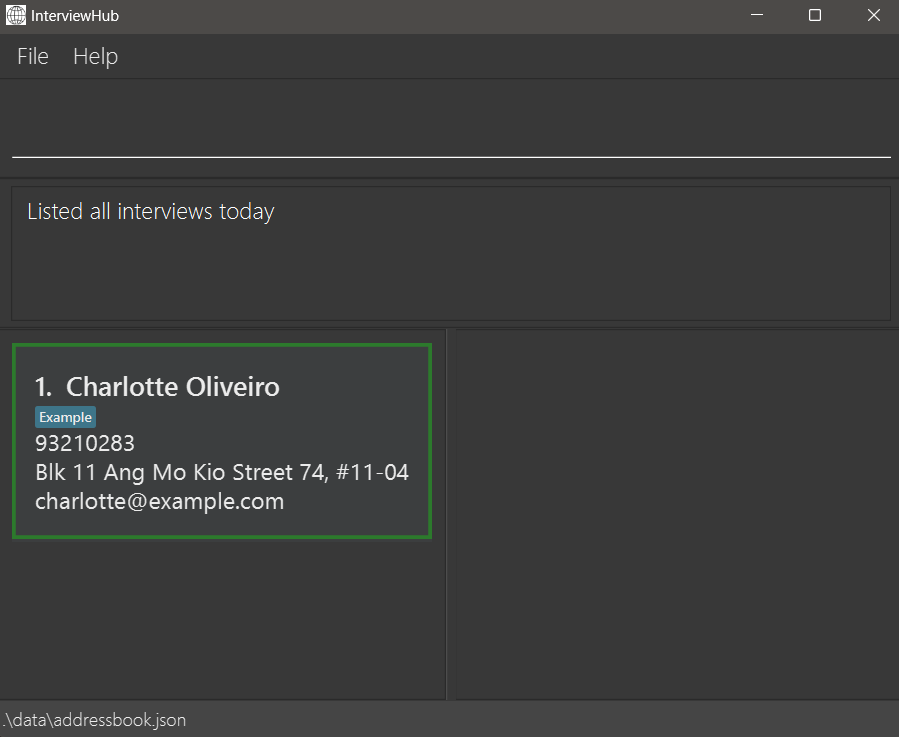 InterviewHub
File Help
Listed all interviews today
1. Charlotte Oliveiro
Example
93210283
Blk 11 Ang Mo Kio Street 74, #11-04
charlotte@example.com
.\data\addressbook.json